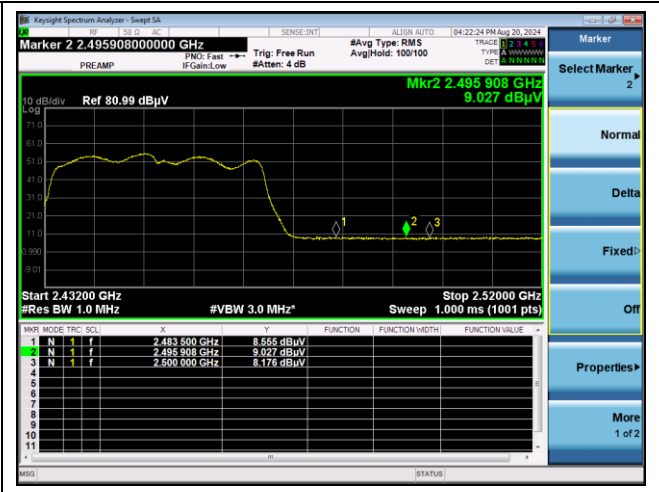 Keysight Spectrum Analyzer - Swept SA
RF 50 Ω AC SENSE:INT ALIGN AUTO 04:22:24 PM Aug 20, 2024
Marker 2 2.495908000000 GHz
#Avg Type: RMS
TRACE 1 2 3 4 5 6
PNO: Fast
Trig: Free Run
Avg|Hold: 100/100
TYPE A WWWWW
PREAMP
IFGain:Low
#Atten: 4 dB
DET A N N N N N
Mkr2 2.495 908 GHz
9.027 dBµV
10 dB/div Ref 80.99 dBµV
Log
71.0
61.0
51.0
41.0
31.0
21.0
11.0
0.990
-9.01
1
2
3
Start 2.43200 GHz
Stop 2.52000 GHz
#Res BW 1.0 MHz
#VBW 3.0 MHz*
Sweep 1.000 ms (1001 pts)
MKR MODE TRC SCL X Y FUNCTION FUNCTION WIDTH FUNCTION VALUE
1 N 1 f 2.483 500 GHz 8.555 dBµV
2 N 1 f 2.495 908 GHz 9.027 dBµV
3 N 1 f 2.500 000 GHz 8.176 dBµV
4
5
6
7
8
9
10
11
MSG
STATUS
Marker
Select Marker
2
Normal
Delta
Fixed
Off
Properties
More
1 of 2